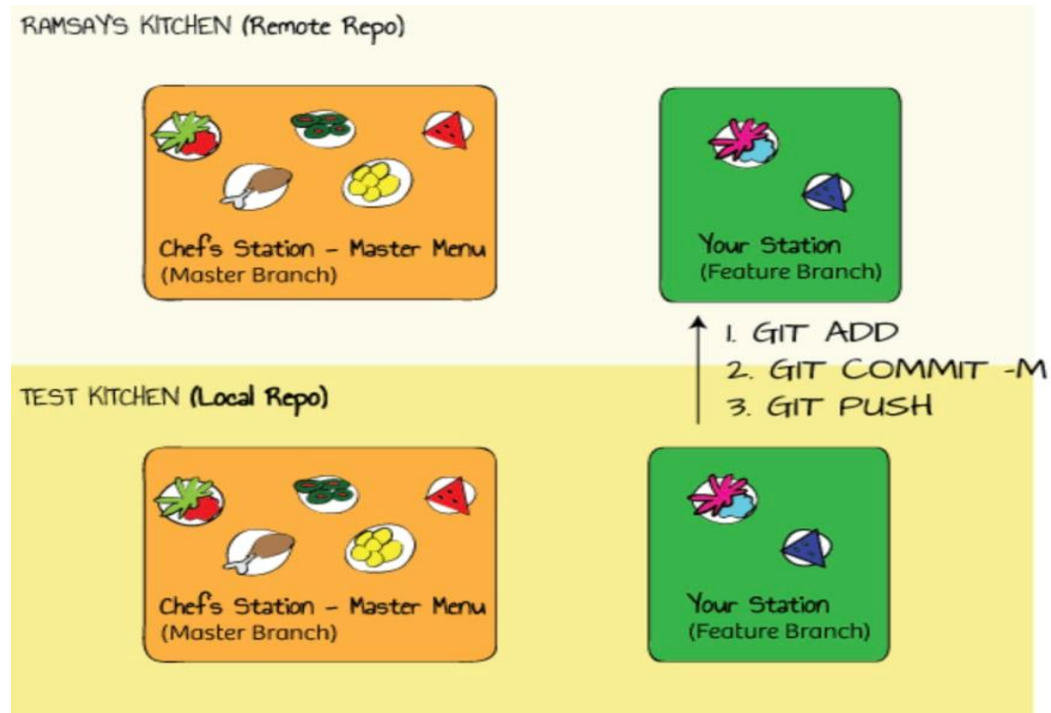 RAMSAY'S KITCHEN (Remote Repo)
Chef's Station - Master Menu
(Master Branch)
Your Station
(Feature Branch)
1. GIT ADD
2. GIT COMMIT -M
3. GIT PUSH
TEST KITCHEN (Local Repo)
Chef's Station - Master Menu
(Master Branch)
Your Station
(Feature Branch)